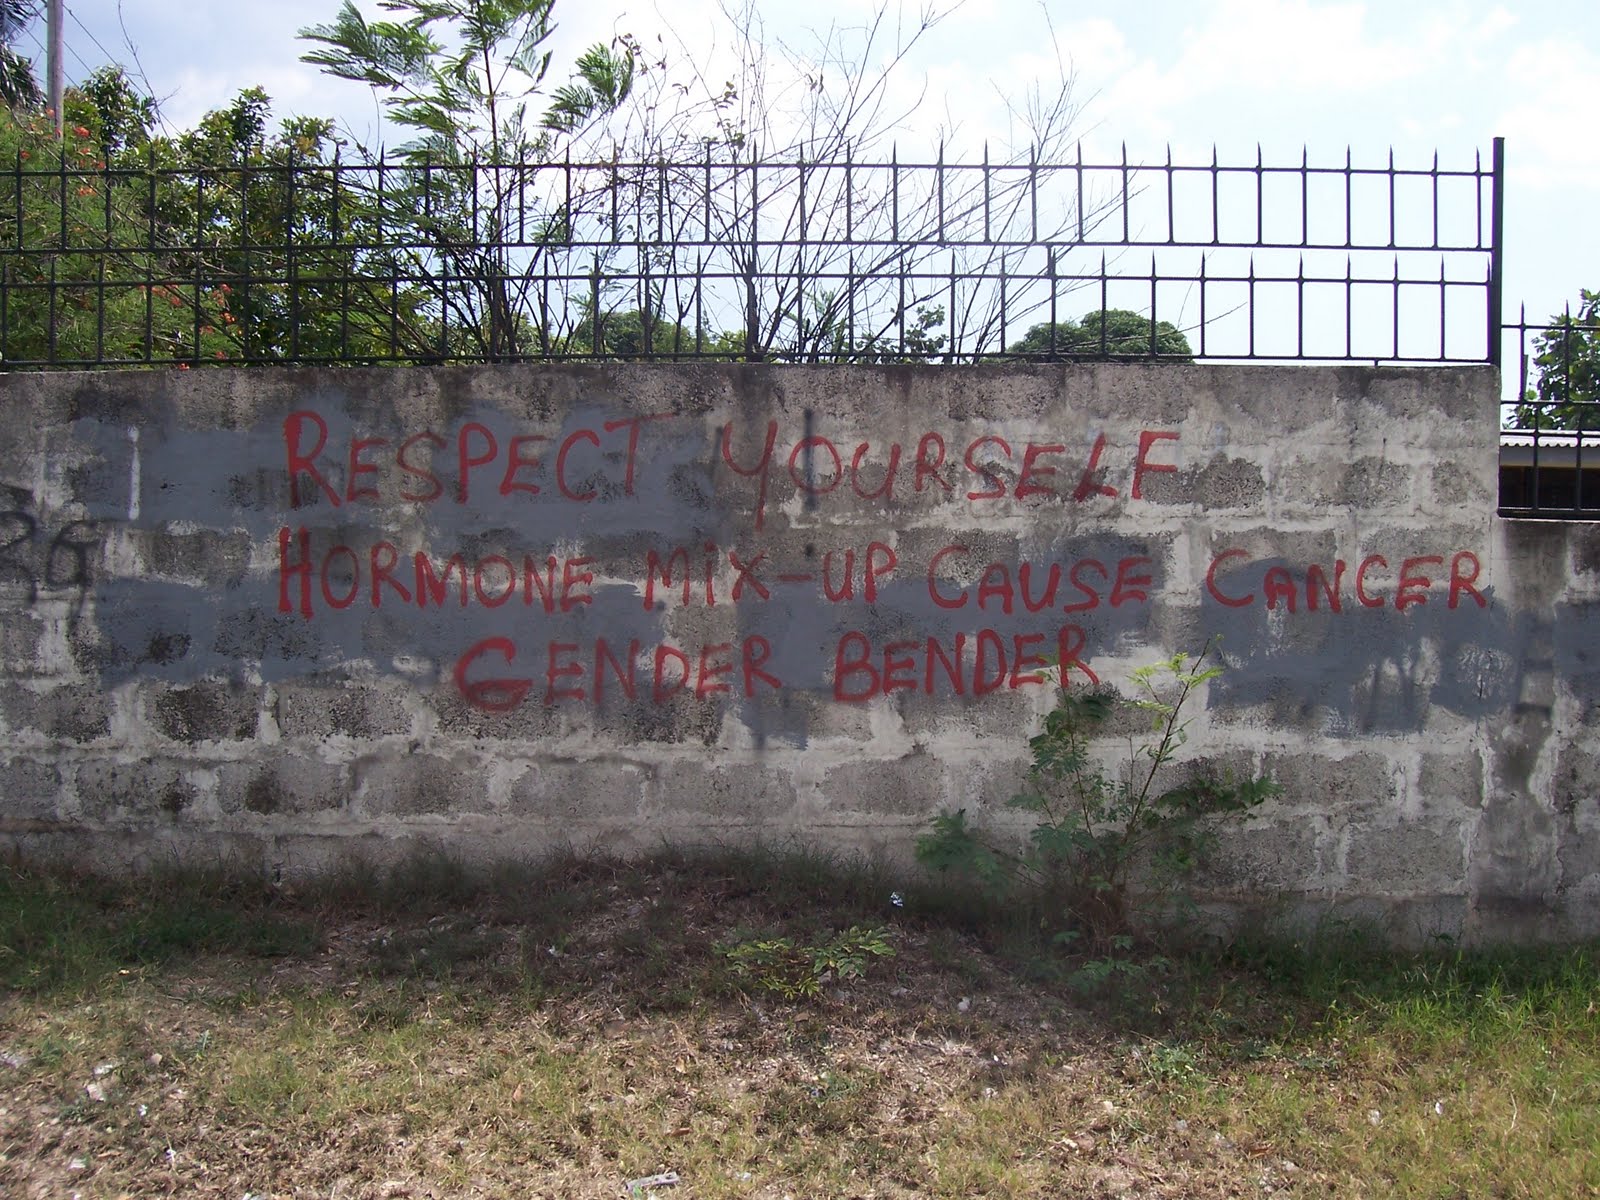 RESPECT YOURSELF
HORMONE MIX-UP CAUSE CANCER
GENDER BENDER